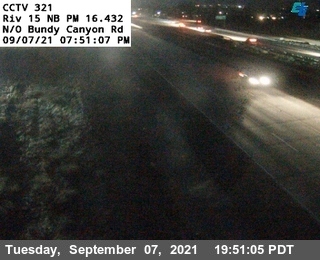 CCTV 321
Riv 15 NB PM 16.432
N/O Bundy Canyon Rd
09/07/21 07:51:07 PM
Tuesday, September 07, 2021 19:51:05 PDT